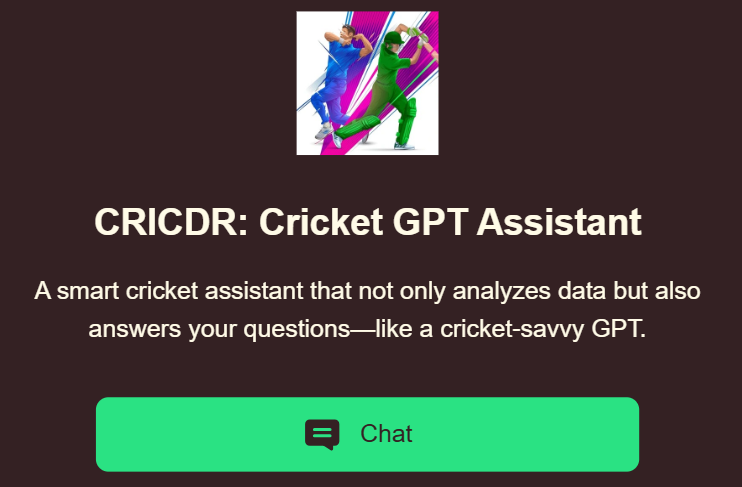 CRICDR: Cricket GPT Assistant
A smart cricket assistant that not only analyzes data but also
answers your questions—like a cricket-savvy GPT.
Chat